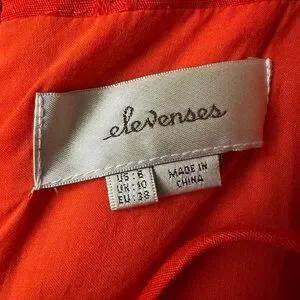 elevenses
US: 6
UK: 10
EU: 38
MADE IN
CHINA